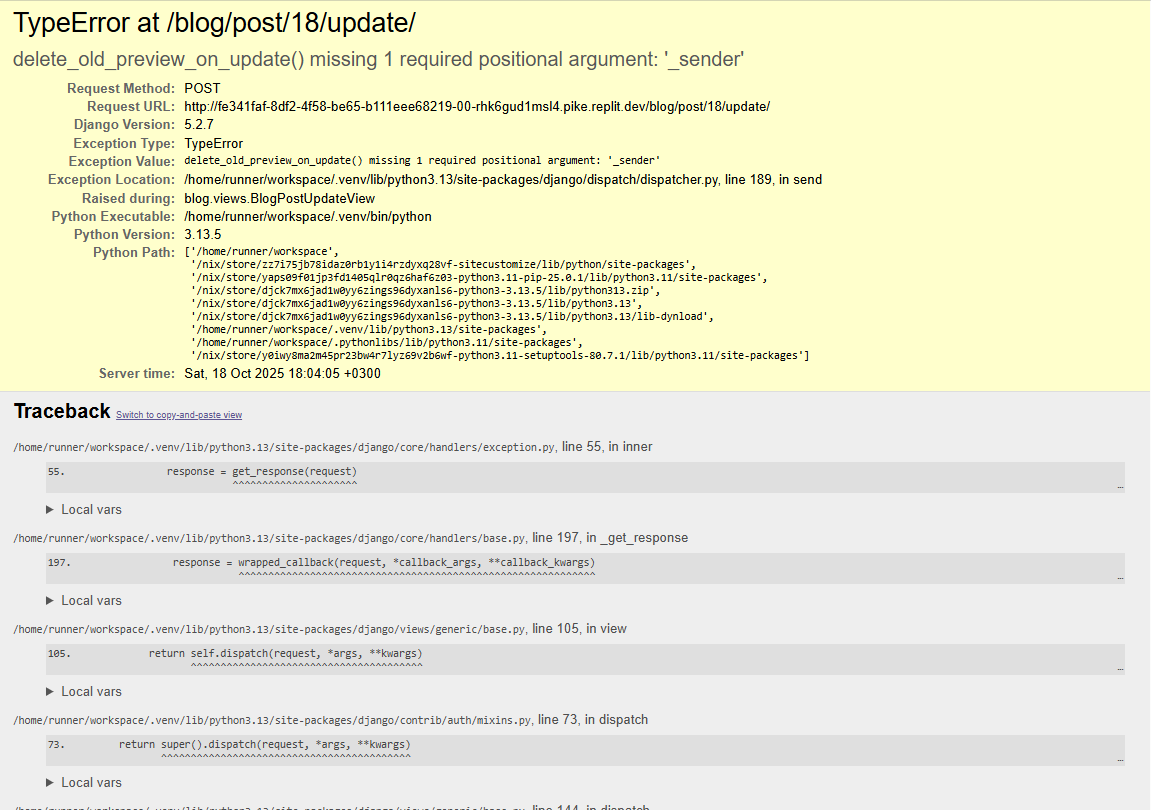 TypeError at /blog/post/18/update/
delete_old_preview_on_update() missing 1 required positional argument: '_sender'
Request Method: POST
Request URL: http://fe341faf-8df2-4f58-be65-b111eee68219-00-rhk6gud1msl4.pike.replit.dev/blog/post/18/update/
Django Version: 5.2.7
Exception Type: TypeError
Exception Value: delete_old_preview_on_update() missing 1 required positional argument: '_sender'
Exception Location: /home/runner/workspace/.venv/lib/python3.13/site-packages/django/dispatch/dispatcher.py, line 189, in send
Raised during: blog.views.BlogPostUpdateView
Python Executable: /home/runner/workspace/.venv/bin/python
Python Version: 3.13.5
Python Path: ['/home/runner/workspace',
'/nix/store/zz7i75jb78idaz0rb1y1i4rzdyxq28vf-sitecustomize/lib/python/site-packages',
'/nix/store/yaps09f01jp3fd1405qlr0qz6haf6z03-python3.11-pip-25.0.1/lib/python3.11/site-packages',
'/nix/store/djck7mx6jad1w0yy6zings96dyxanls6-python3-3.13.5/lib/python313.zip',
'/nix/store/djck7mx6jad1w0yy6zings96dyxanls6-python3-3.13.5/lib/python3.13',
'/nix/store/djck7mx6jad1w0yy6zings96dyxanls6-python3-3.13.5/lib/python3.13/lib-dynload',
'/home/runner/workspace/.venv/lib/python3.13/site-packages',
'/home/runner/workspace/.pythonlibs/lib/python3.11/site-packages',
'/nix/store/y0iwy8ma2m45pr23bw4r7lyz69v2b6wf-python3.11-setuptools-80.7.1/lib/python3.11/site-packages']
Server time: Sat, 18 Oct 2025 18:04:05 +0300
Traceback Switch to copy-and-paste view
/home/runner/workspace/.venv/lib/python3.13/site-packages/django/core/handlers/exception.py, line 55, in inner
55. response = get_response(request)
^^^^^^^^^^^^^^^^^^^^^
…
▶ Local vars
/home/runner/workspace/.venv/lib/python3.13/site-packages/django/core/handlers/base.py, line 197, in _get_response
197. response = wrapped_callback(request, *callback_args, **callback_kwargs)
^^^^^^^^^^^^^^^^^^^^^^^^^^^^^^^^^^^^^^^^^^^^^^^^^^^^^^^^^^^^
…
▶ Local vars
/home/runner/workspace/.venv/lib/python3.13/site-packages/django/views/generic/base.py, line 105, in view
105. return self.dispatch(request, *args, **kwargs)
^^^^^^^^^^^^^^^^^^^^^^^^^^^^^^^^^^^^^^^
…
▶ Local vars
/home/runner/workspace/.venv/lib/python3.13/site-packages/django/contrib/auth/mixins.py, line 73, in dispatch
73. return super().dispatch(request, *args, **kwargs)
^^^^^^^^^^^^^^^^^^^^^^^^^^^^^^^^^^^^^^^^^^
…
▶ Local vars
/home/runner/workspace/.venv/lib/python3.13/site-packages/django/views/generic/base.py, line 144, in dispatch